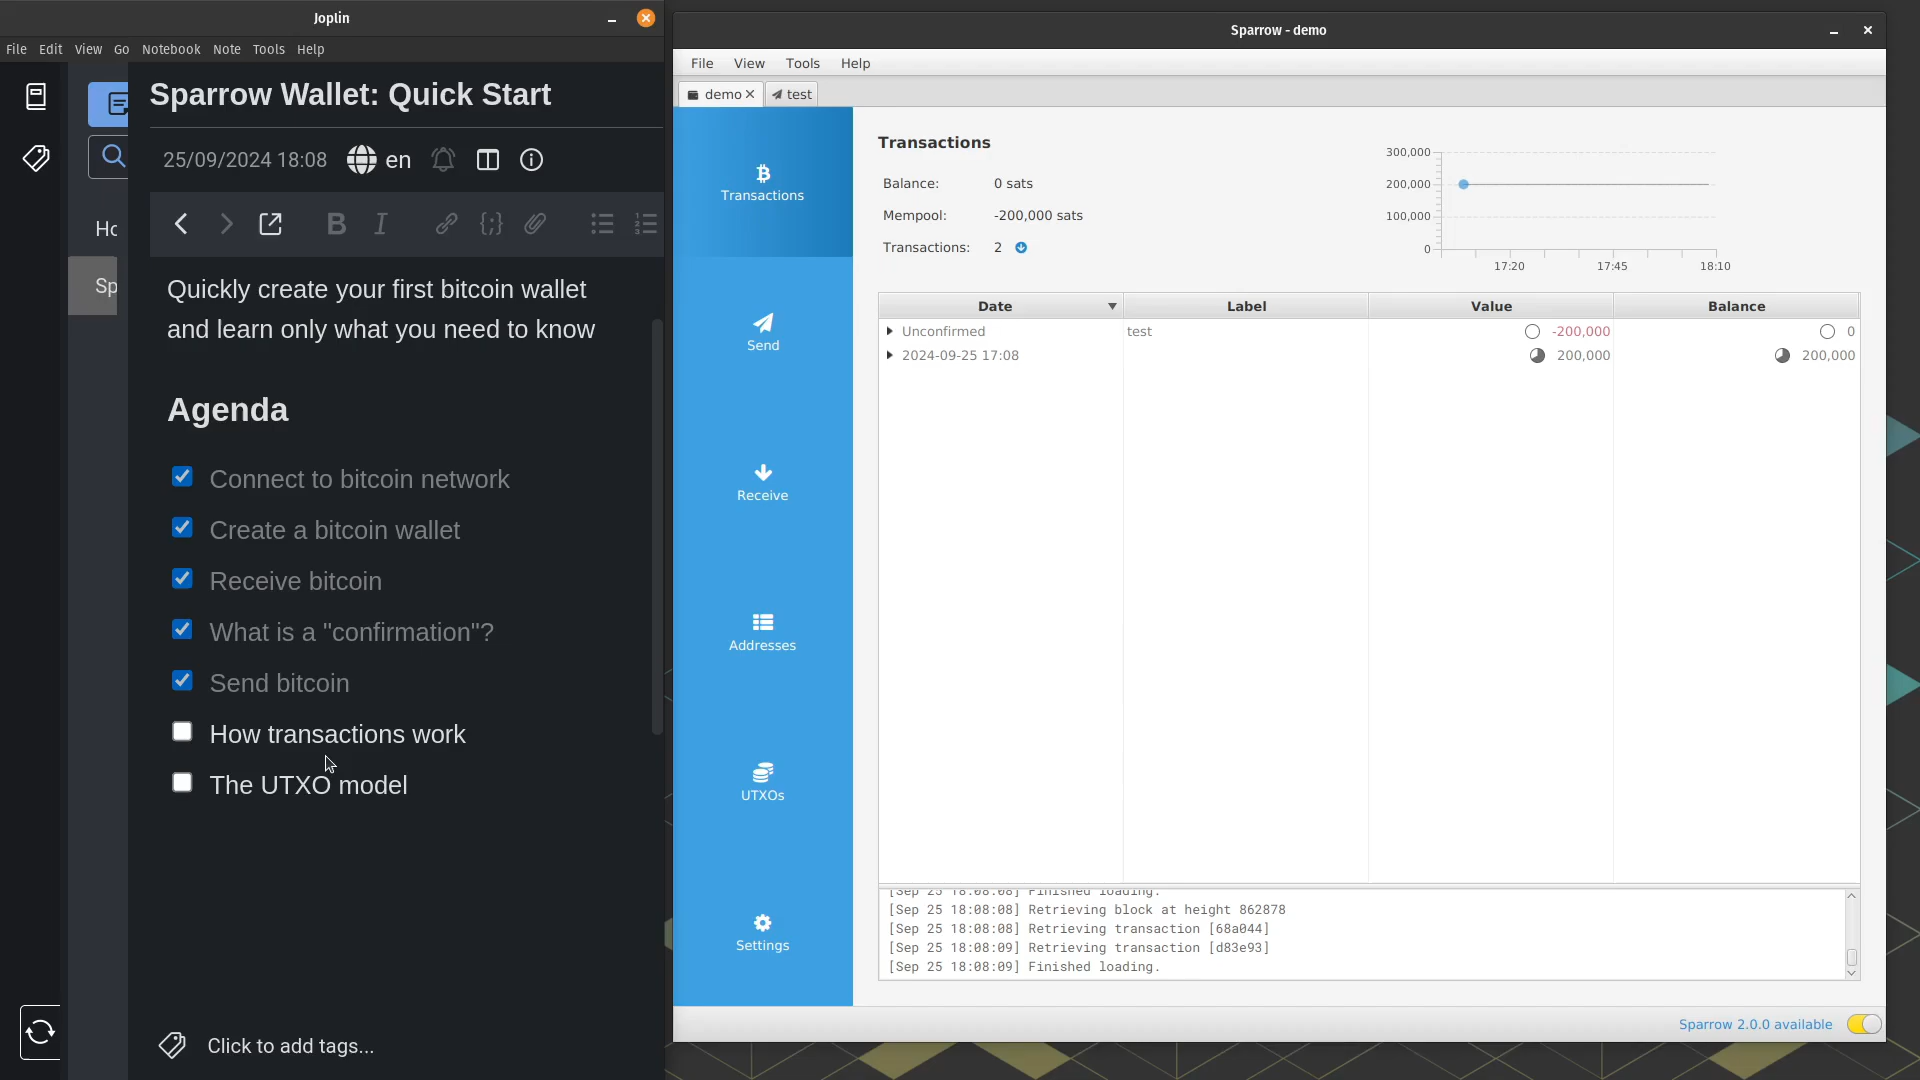 Joplin
File Edit View Go Notebook Note Tools Help
Sparrow Wallet: Quick Start
25/09/2024 18:08 en
B I
Ho
Sp
Quickly create your first bitcoin wallet
and learn only what you need to know
Agenda
Connect to bitcoin network
Create a bitcoin wallet
Receive bitcoin
What is a "confirmation"?
Send bitcoin
How transactions work
The UTXO model
Click to add tags...
Sparrow - demo
File View Tools Help
demo test
Transactions
Send
Receive
Addresses
UTXOs
Settings
Transactions
Balance: 0 sats
Mempool: -200,000 sats
Transactions: 2
300,000
200,000
100,000
0
17:20 17:45 18:10
Date Label Value Balance
Unconfirmed test -200,000 0
2024-09-25 17:08 200,000 200,000
[Sep 25 18:08:08] Finished loading.
[Sep 25 18:08:08] Retrieving block at height 862878
[Sep 25 18:08:08] Retrieving transaction [68a044]
[Sep 25 18:08:09] Retrieving transaction [d83e93]
[Sep 25 18:08:09] Finished loading.
Sparrow 2.0.0 available